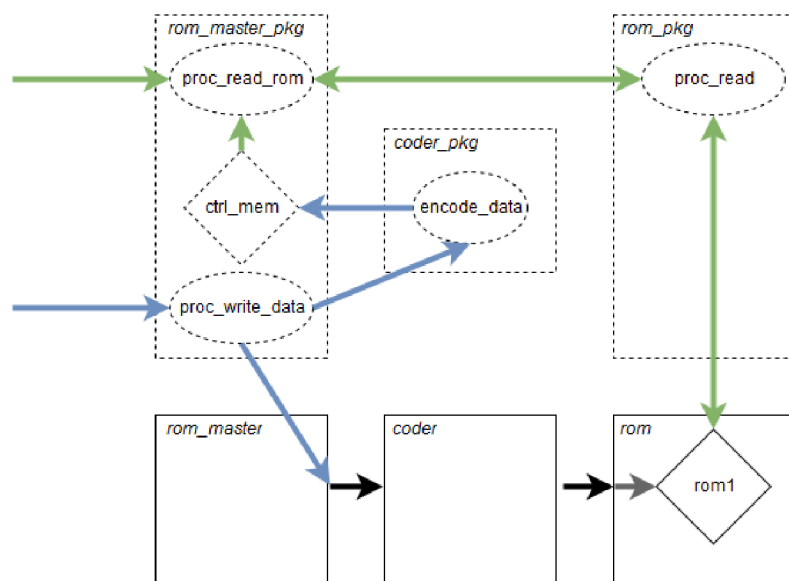 rom_master_pkg
rom_pkg
proc_read_rom
proc_read
coder_pkg
ctrl_mem
encode_data
proc_write_data
rom_master
coder
rom
rom1